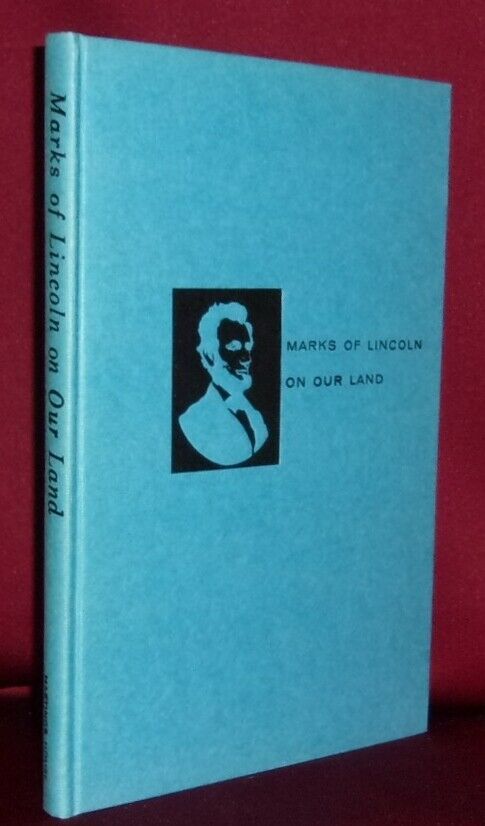 Marks of Lincoln on Our Land
MARKS OF LINCOLN
ON OUR LAND